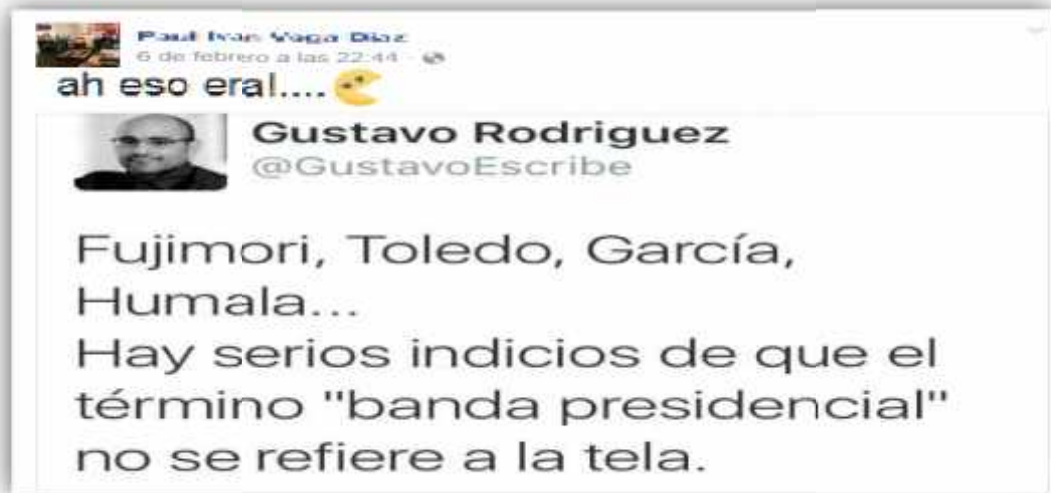 Paul Ivan Vega Diaz
6 de febrero a las 22:44
ah eso era!....
Gustavo Rodriguez
@GustavoEscribe
Fujimori, Toledo, García,
Humala...
Hay serios indicios de que el
término "banda presidencial"
no se refiere a la tela.